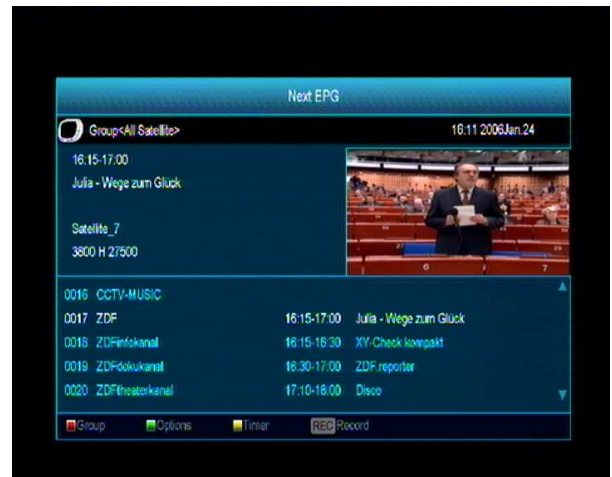 Next EPG
Group<All Satellite> 16:11 2006Jan.24
16:15-17:00
Julia - Wege zum Glück
Satellite_7
3800 H 27500
6 7
0016 CCTV-MUSIC
0017 ZDF 16:15-17:00 Julia - Wege zum Glück
0018 ZDFinfokanal 16:15-16:30 XY-Check kompakt
0019 ZDFdokukanal 16:30-17:00 ZDF.reporter
0020 ZDFtheaterkanal 17:10-18:00 Disco
Group Options Timer REC Record